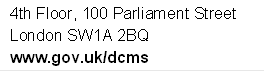 4th Floor, 100 Parliament Street
London SW1A 2BQ
www.gov.uk/dcms